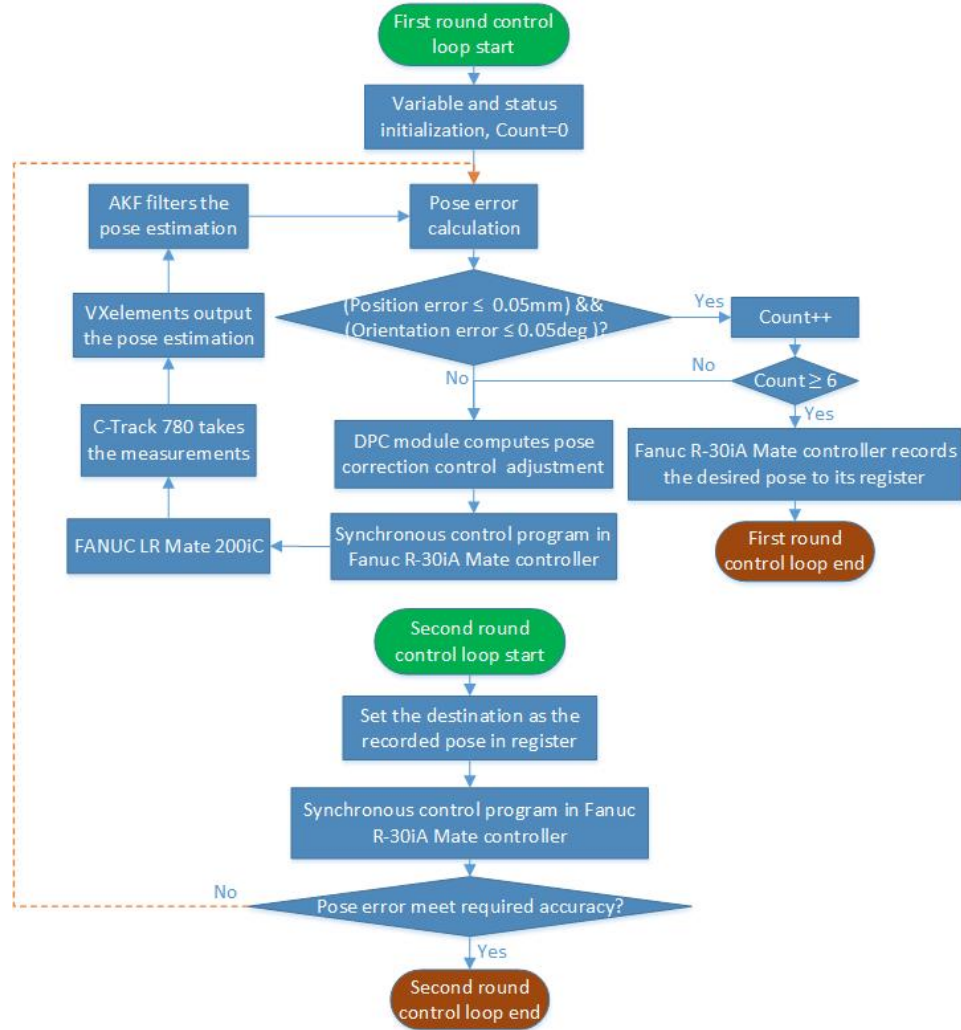 First round control
loop start
Variable and status
initialization, Count=0
AKF filters the
pose estimation
Pose error
calculation
VXelements output
the pose estimation
(Position error ≤ 0.05mm) &&
(Orientation error ≤ 0.05deg )?
Yes
Count++
No
No
Count ≥ 6
Yes
C-Track 780 takes
the measurements
DPC module computes pose
correction control adjustment
Fanuc R-30iA Mate controller records
the desired pose to its register
FANUC LR Mate 200iC
Synchronous control program in
Fanuc R-30iA Mate controller
First round
control loop end
Second round
control loop start
Set the destination as the
recorded pose in register
Synchronous control program in Fanuc
R-30iA Mate controller
No
Pose error meet required accuracy?
Yes
Second round
control loop end